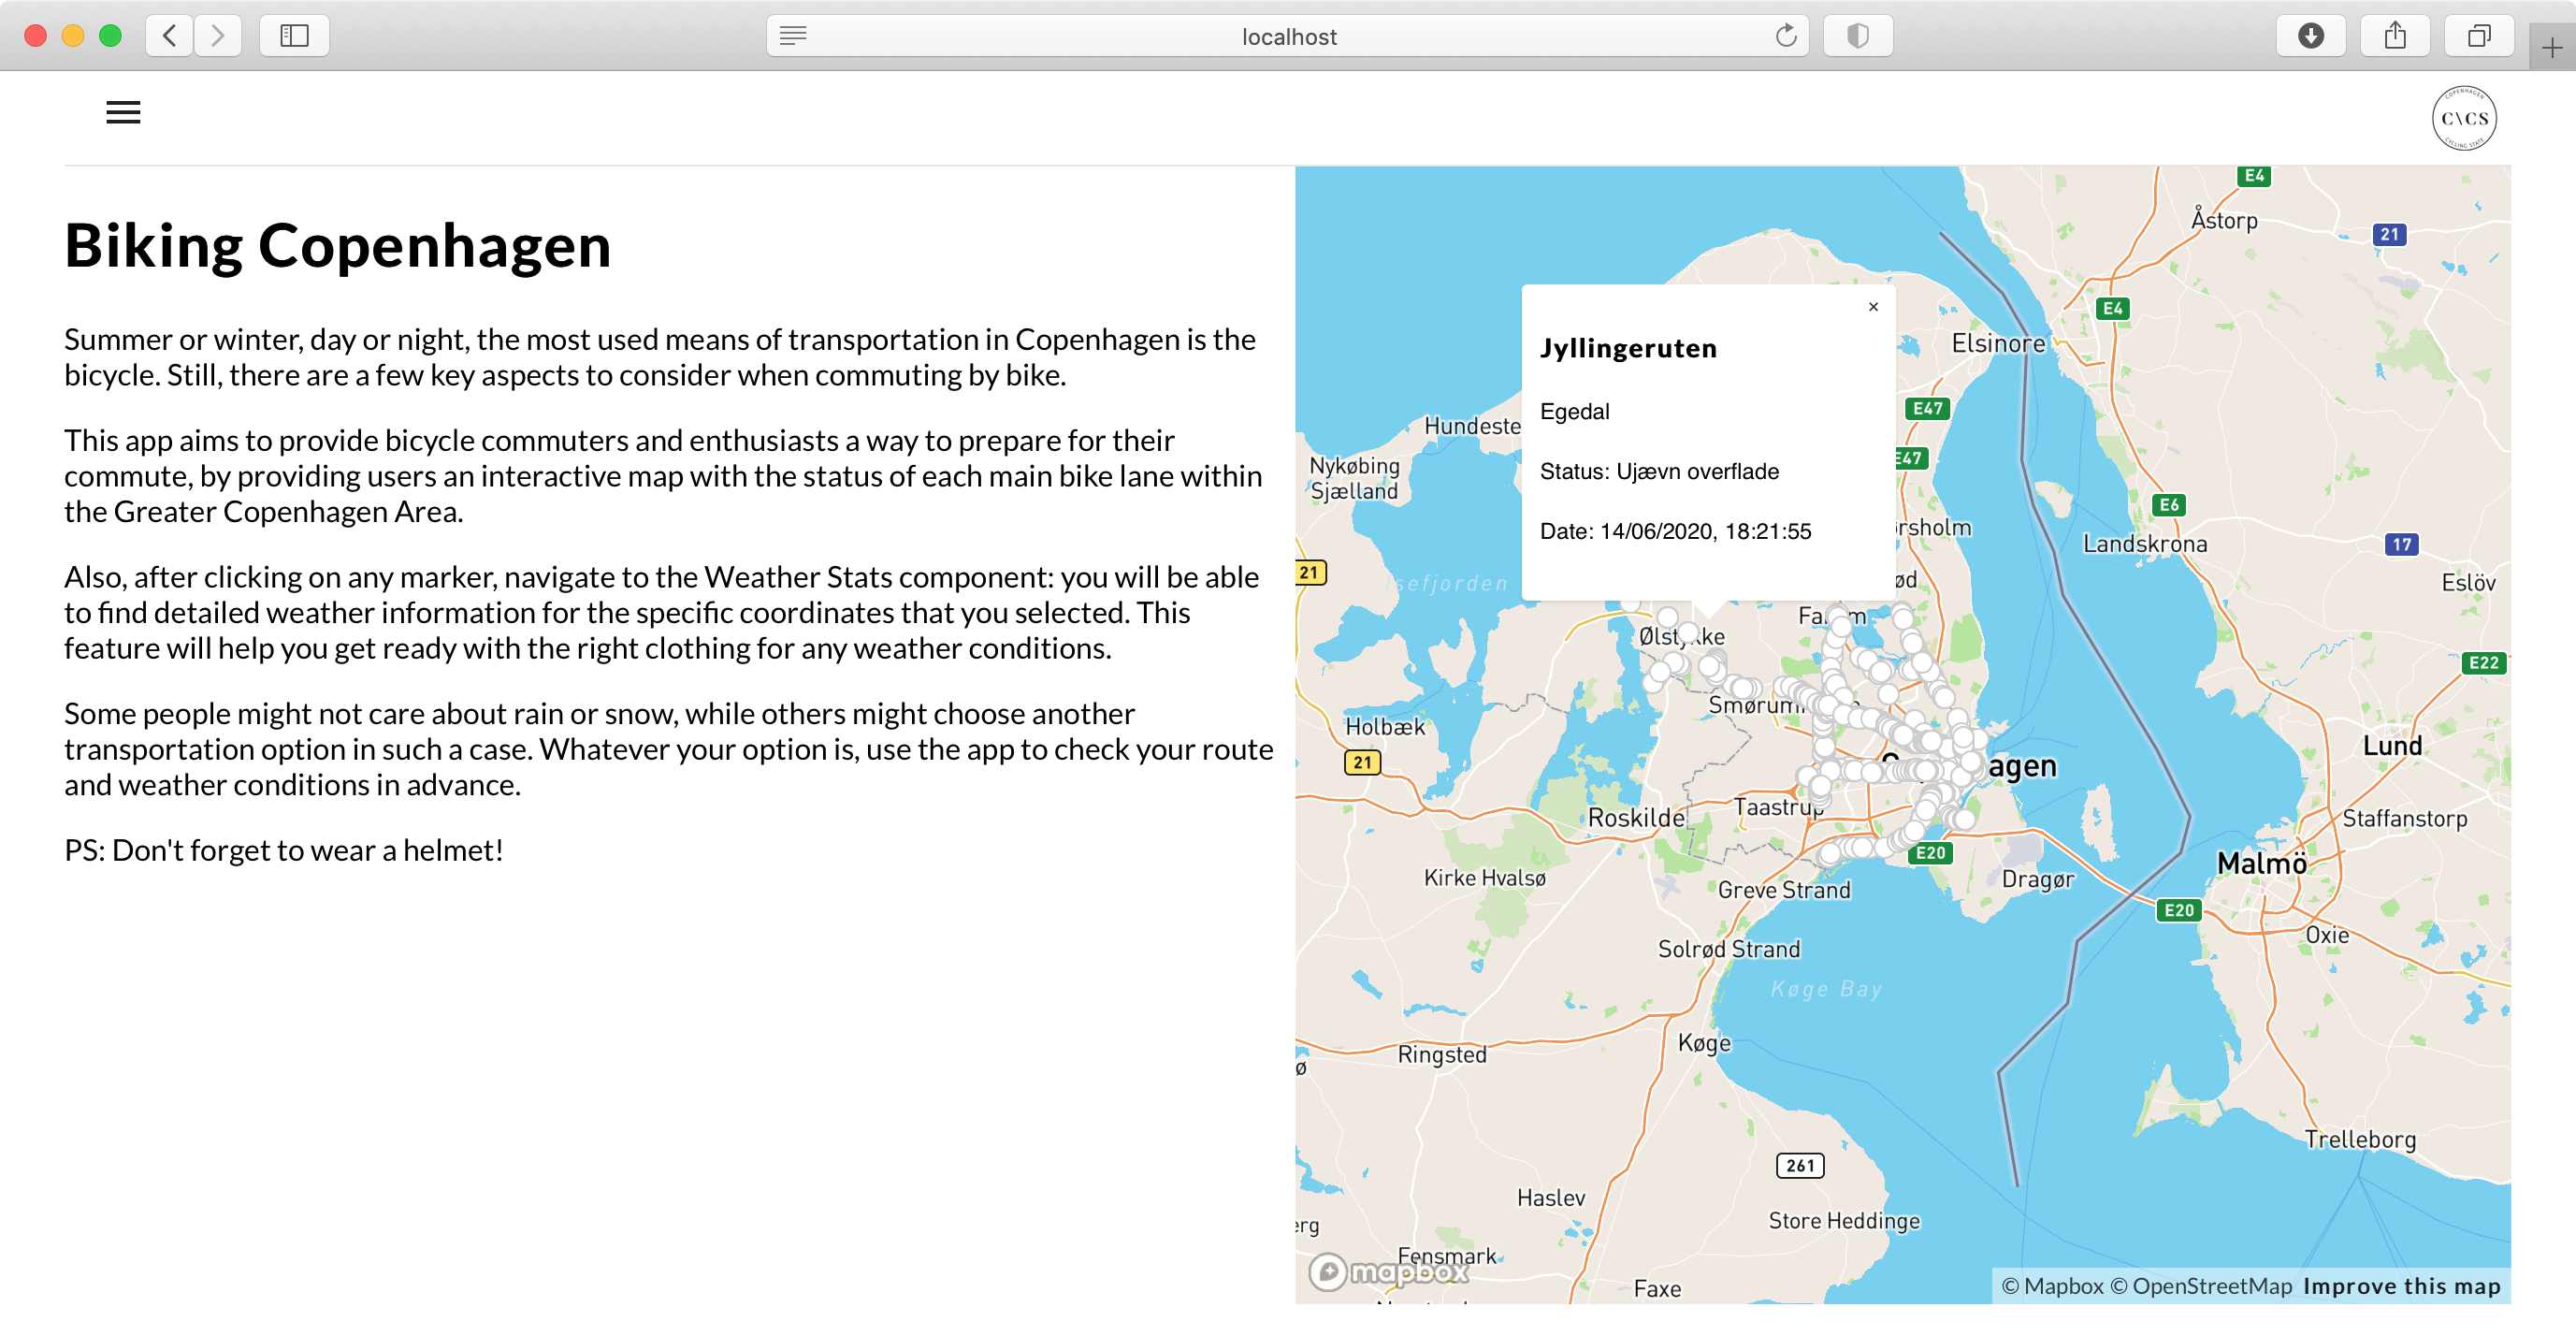 localhost
COPENHAGEN
C\CS
CYCLING STATE
Biking Copenhagen
Summer or winter, day or night, the most used means of transportation in Copenhagen is the
bicycle. Still, there are a few key aspects to consider when commuting by bike.
This app aims to provide bicycle commuters and enthusiasts a way to prepare for their
commute, by providing users an interactive map with the status of each main bike lane within
the Greater Copenhagen Area.
Also, after clicking on any marker, navigate to the Weather Stats component: you will be able
to find detailed weather information for the specific coordinates that you selected. This
feature will help you get ready with the right clothing for any weather conditions.
Some people might not care about rain or snow, while others might choose another
transportation option in such a case. Whatever your option is, use the app to check your route
and weather conditions in advance.
PS: Don't forget to wear a helmet!
E4
Åstorp
21
×
E4
Elsinore
Jyllingeruten
Egedal
Status: Ujævn overflade
Date: 14/06/2020, 18:21:55
E47
Hundeste
E47
Nykøbing
Sjælland
E6
ørsholm
Landskrona
17
21
Isefjorden
ød
Eslöv
Ølstykke
E22
Holbæk
Lund
21
agen
Taastrup
Roskilde
Staffanstorp
E20
Malmö
Kirke Hvalsø
Greve Strand
Dragør
E20
Oxie
Solrød Strand
Køge Bay
Køge
Ringsted
ø
Trelleborg
261
Haslev
Store Heddinge
erg
Fensmark
mapbox
Faxe
© Mapbox © OpenStreetMap Improve this map